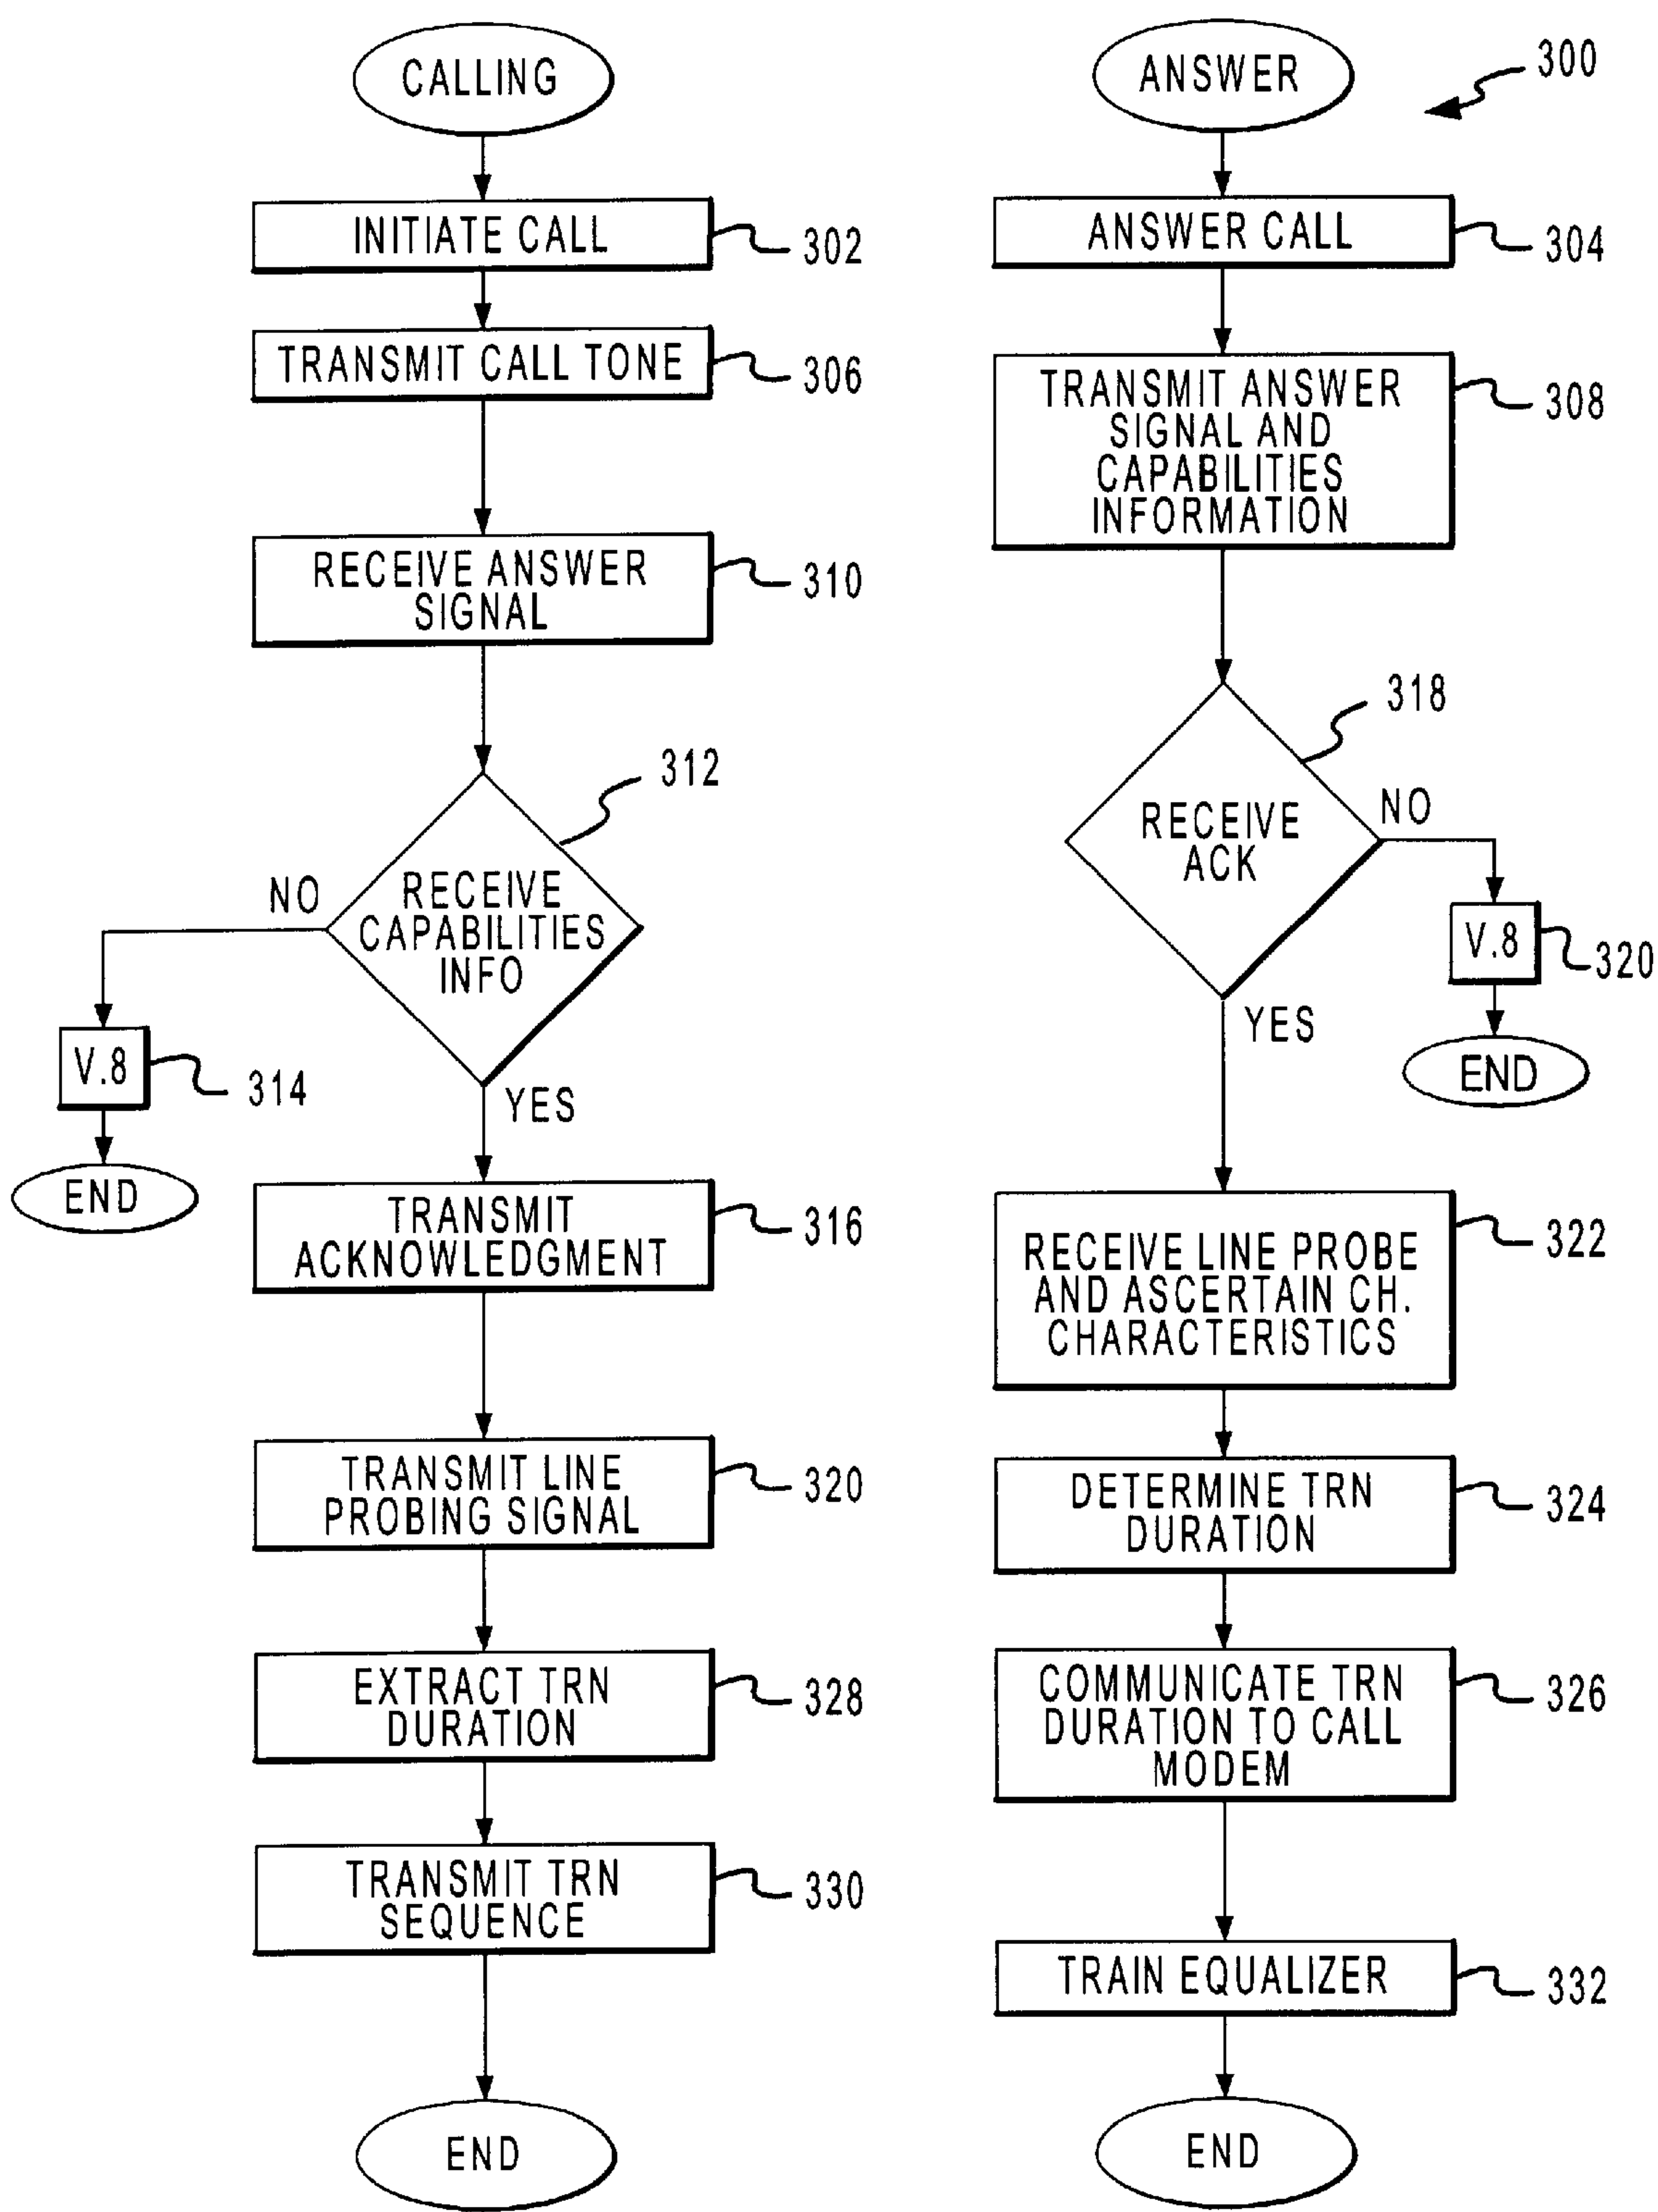 CALLING
INITIATE CALL
302
TRANSMIT CALL TONE
306
RECEIVE ANSWER
SIGNAL
310
312
RECEIVE
CAPABILITIES
INFO
NO
V.8
314
END
YES
TRANSMIT
ACKNOWLEDGMENT
316
TRANSMIT LINE
PROBING SIGNAL
320
EXTRACT TRN
DURATION
328
TRANSMIT TRN
SEQUENCE
330
END
ANSWER
300
ANSWER CALL
304
TRANSMIT ANSWER
SIGNAL AND
CAPABILITIES
INFORMATION
308
318
RECEIVE
ACK
NO
V.8
320
END
YES
RECEIVE LINE PROBE
AND ASCERTAIN CH.
CHARACTERISTICS
322
DETERMINE TRN
DURATION
324
COMMUNICATE TRN
DURATION TO CALL
MODEM
326
TRAIN EQUALIZER
332
END